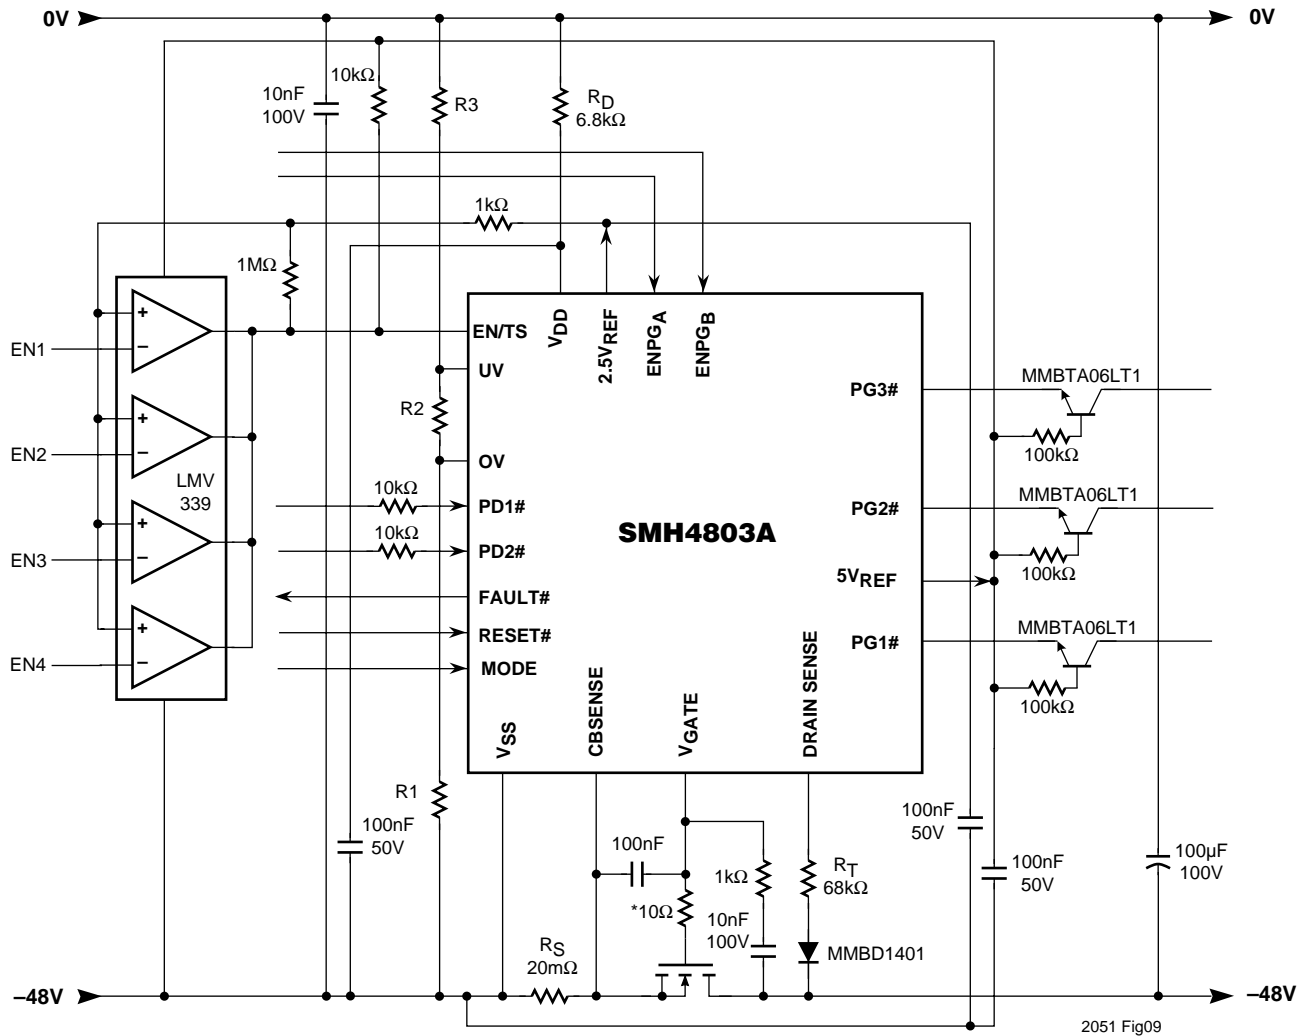 0V
0V
10kΩ
10nF
100V
R3
RD
6.8kΩ
1kΩ
1MΩ
EN/TS
VDD
2.5VREF
ENPGA
ENPGB
UV
R2
OV
EN1
EN2
EN3
EN4
+
−
+
−
+
−
+
−
LMV
339
10kΩ
PD1#
10kΩ
PD2#
FAULT#
RESET#
MODE
SMH4803A
PG3#
MMBTA06LT1
100kΩ
PG2#
MMBTA06LT1
100kΩ
5VREF
PG1#
MMBTA06LT1
100kΩ
VSS
CBSENSE
VGATE
DRAIN SENSE
R1
100nF
50V
100nF
*10Ω
1kΩ
10nF
100V
RT
68kΩ
MMBD1401
100nF
50V
100nF
50V
100µF
100V
RS
20mΩ
–48V
–48V
2051 Fig09